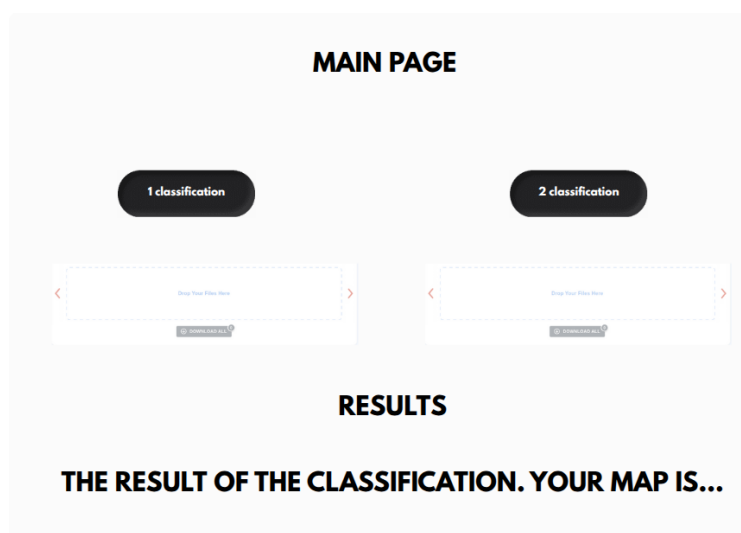 MAIN PAGE
1 classification
2 classification
Drop Your Files Here
Drop Your Files Here
DOWNLOAD ALL
DOWNLOAD ALL
RESULTS
THE RESULT OF THE CLASSIFICATION. YOUR MAP IS...